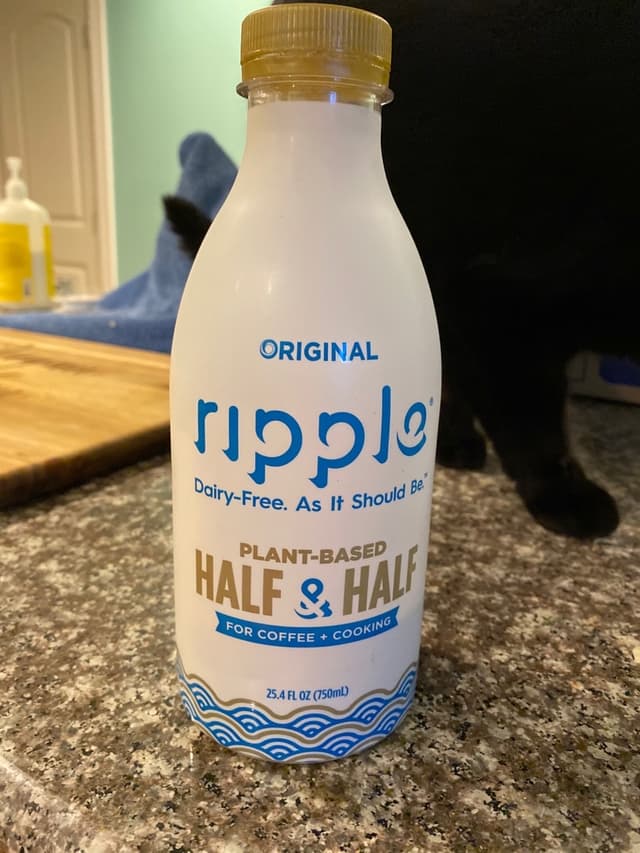 ORIGINAL
ripple®
Dairy-Free. As It Should Be.™
PLANT-BASED
HALF & HALF
FOR COFFEE + COOKING
25.4 FL OZ (750mL)